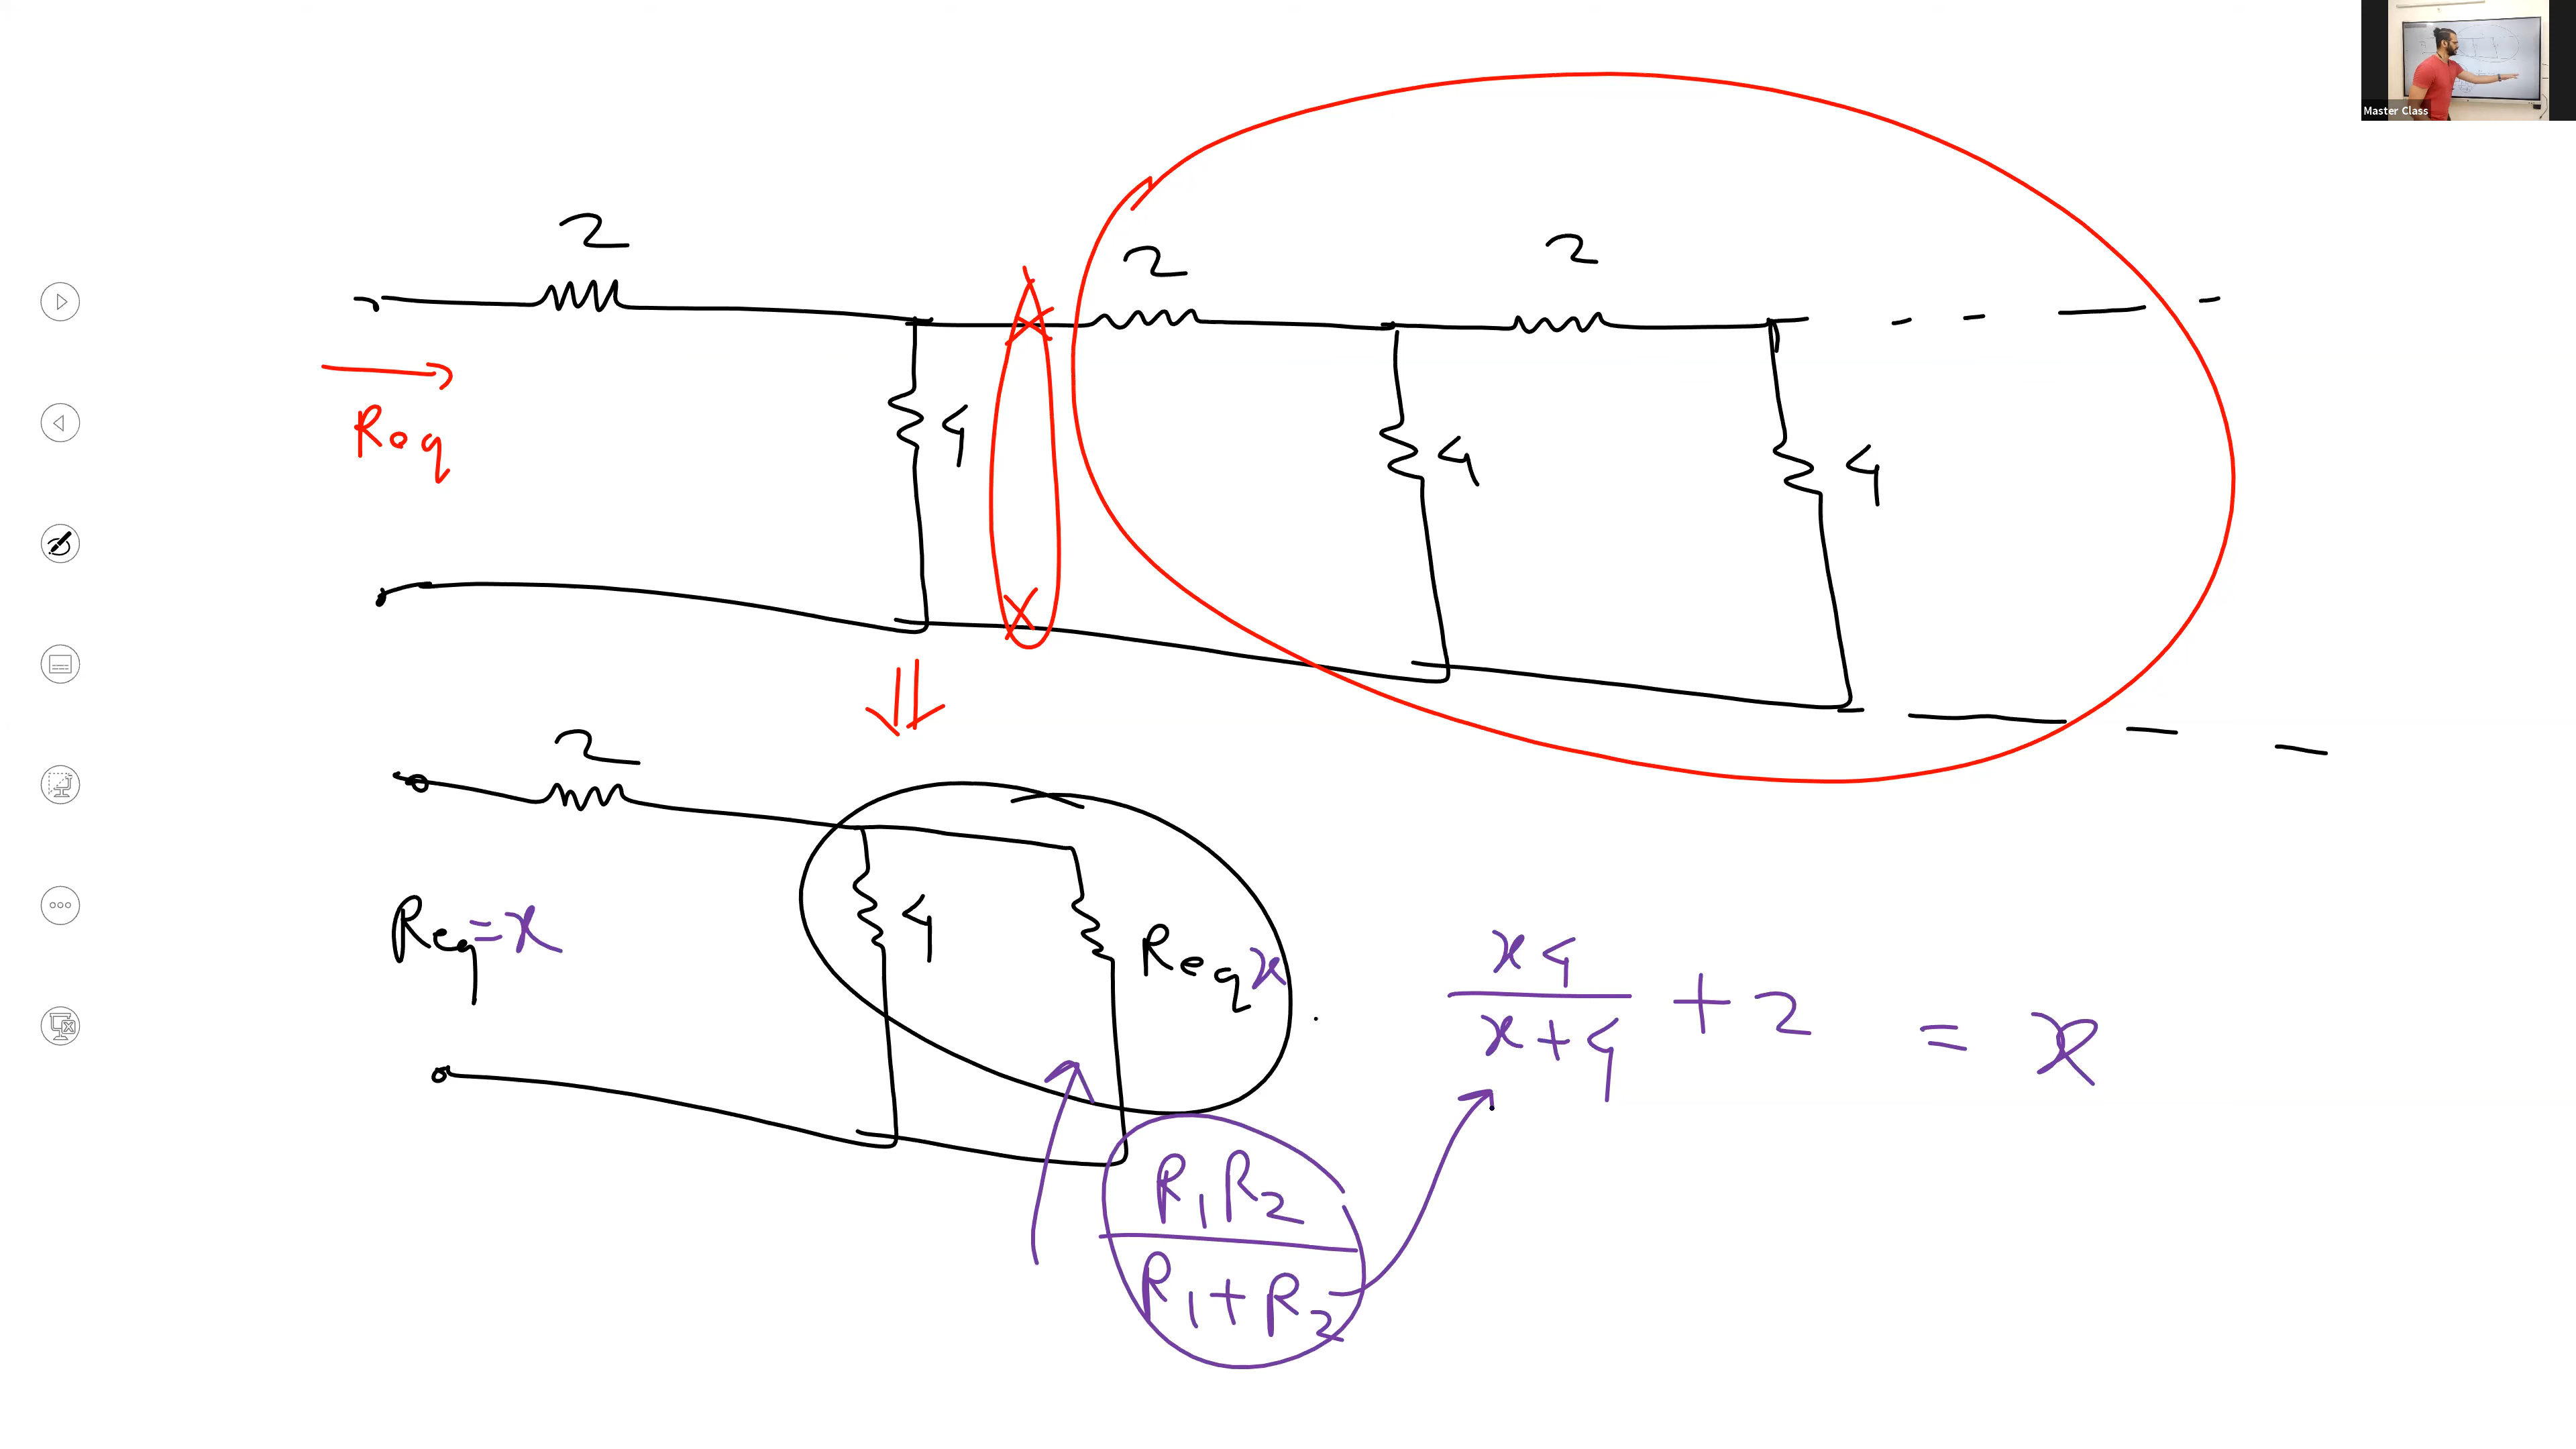 Master Class
2
2
2
4
4
4
Req
2
Req = x
4
Req x
x4
x+4
+ 2 = x
R1R2
R1+R2